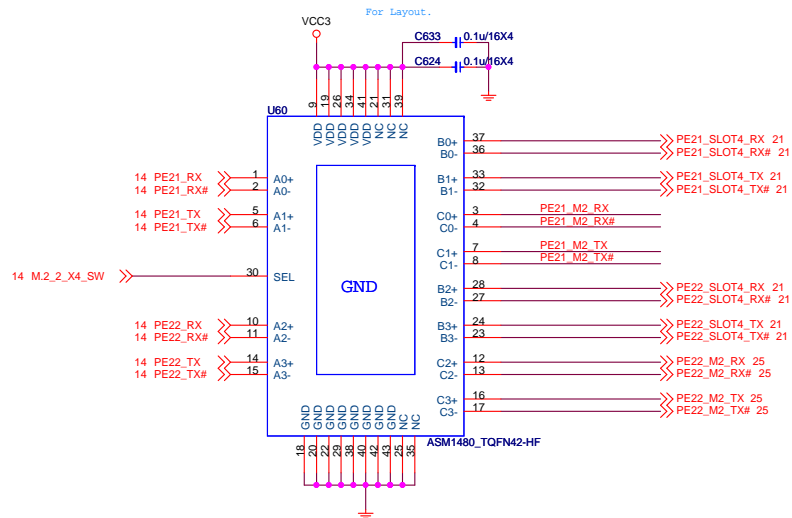 For Layout.
VCC3
C633 0.1u/16X4
C624 0.1u/16X4
9 19 26 34 41 21 31 39
U60
VDD VDD VDD VDD VDD NC NC NC
14 PE21_RX 1 A0+
14 PE21_RX# 2 A0-
14 PE21_TX 5 A1+
14 PE21_TX# 6 A1-
14 M.2_2_X4_SW 30 SEL
14 PE22_RX 10 A2+
14 PE22_RX# 11 A2-
14 PE22_TX 14 A3+
14 PE22_TX# 15 A3-
GND
B0+ 37 PE21_SLOT4_RX 21
B0- 36 PE21_SLOT4_RX# 21
B1+ 33 PE21_SLOT4_TX 21
B1- 32 PE21_SLOT4_TX# 21
C0+ 3 PE21_M2_RX
C0- 4 PE21_M2_RX#
C1+ 7 PE21_M2_TX
C1- 8 PE21_M2_TX#
B2+ 28 PE22_SLOT4_RX 21
B2- 27 PE22_SLOT4_RX# 21
B3+ 24 PE22_SLOT4_TX 21
B3- 23 PE22_SLOT4_TX# 21
C2+ 12 PE22_M2_RX 25
C2- 13 PE22_M2_RX# 25
C3+ 16 PE22_M2_TX 25
C3- 17 PE22_M2_TX# 25
GND GND GND GND GND GND GND GND NC NC
ASM1480_TQFN42-HF
18 20 22 29 38 40 42 43 25 35